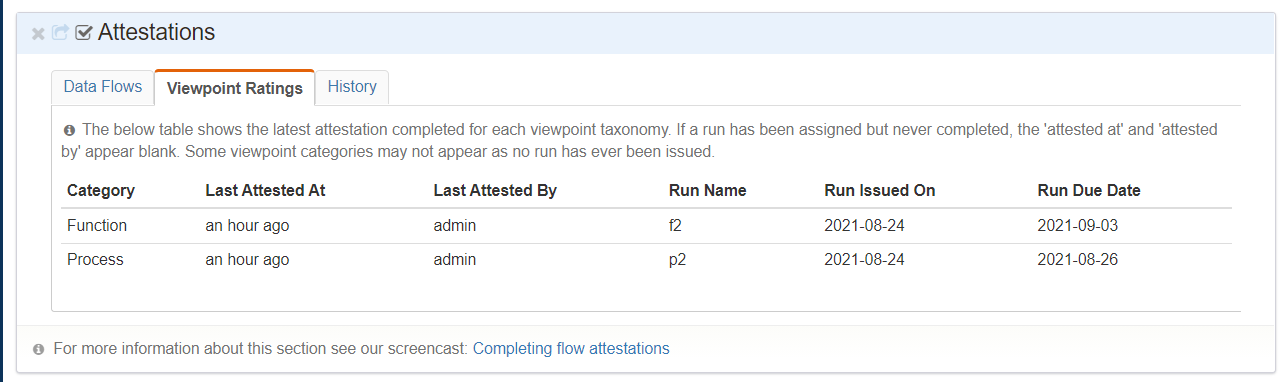 Attestations
Data Flows Viewpoint Ratings History
The below table shows the latest attestation completed for each viewpoint taxonomy. If a run has been assigned but never completed, the 'attested at' and 'attested
by' appear blank. Some viewpoint categories may not appear as no run has ever been issued.
Category Last Attested At Last Attested By Run Name Run Issued On Run Due Date
Function an hour ago admin f2 2021-08-24 2021-09-03
Process an hour ago admin p2 2021-08-24 2021-08-26
For more information about this section see our screencast: Completing flow attestations